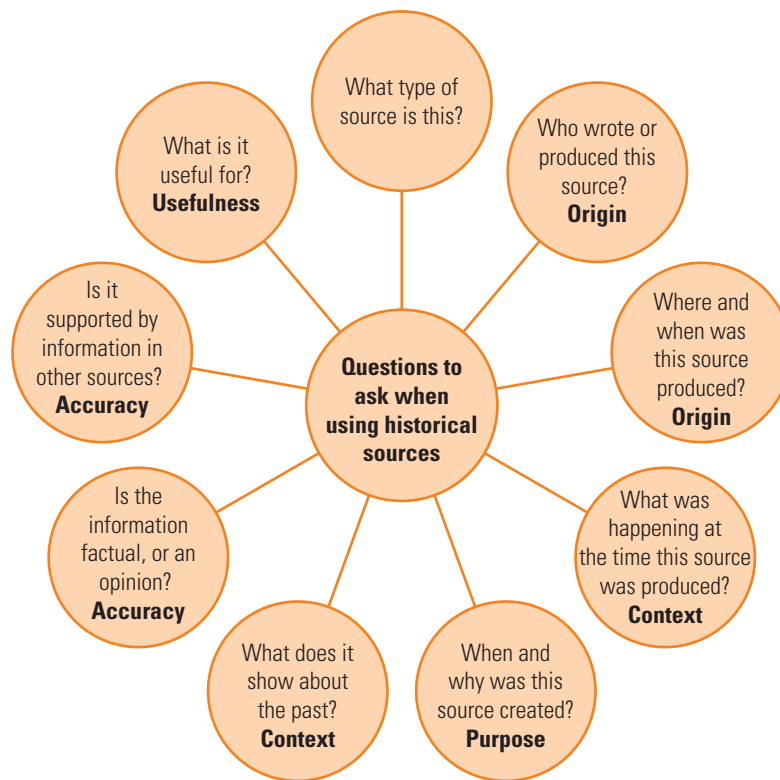 What type of
source is this?
Who wrote or
produced this
source?
Origin
Where and
when was
this source
produced?
Origin
What was
happening at
the time this source
was produced?
Context
When and
why was this
source created?
Purpose
What does it
show about
the past?
Context
Is the
information
factual, or an
opinion?
Accuracy
Is it
supported by
information in
other sources?
Accuracy
What is it
useful for?
Usefulness
Questions to
ask when
using historical
sources